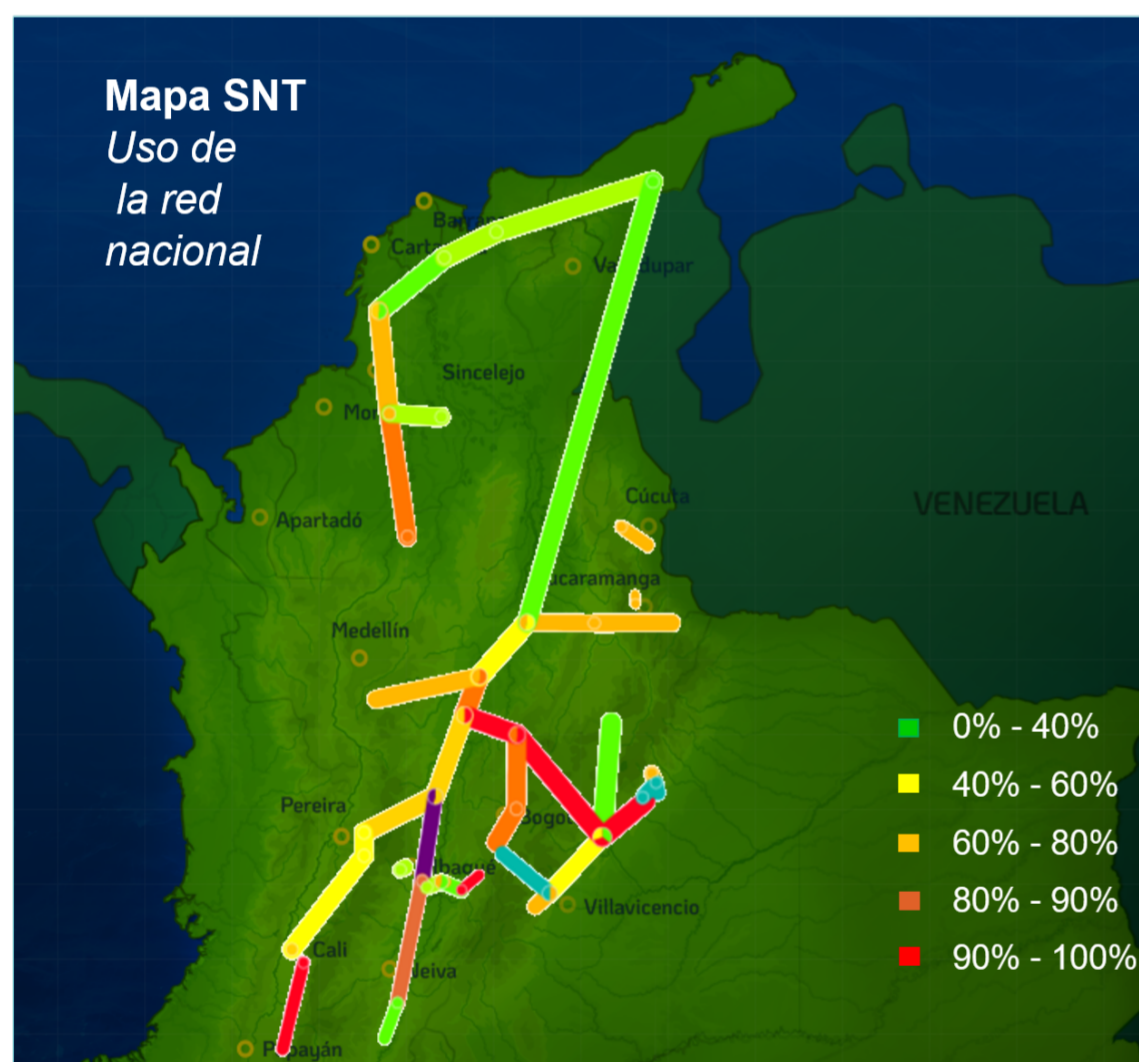 Mapa SNT
Uso de
la red
nacional
Sincelejo
Cúcuta
VENEZUELA
Apartadó
Medellín
Pereira
Ibagué
Villavicencio
Cali
0% - 40%
40% - 60%
60% - 80%
80% - 90%
90% - 100%